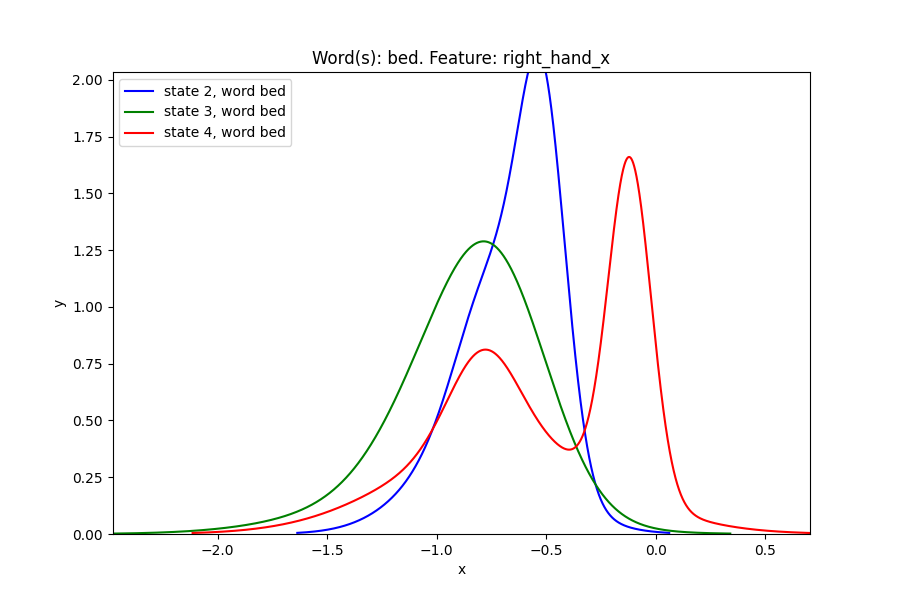 Word(s): bed. Feature: right_hand_x
state 2, word bed
state 3, word bed
state 4, word bed
2.00
1.75
1.50
1.25
1.00
0.75
0.50
0.25
0.00
y
−2.0 −1.5 −1.0 −0.5 0.0 0.5
x